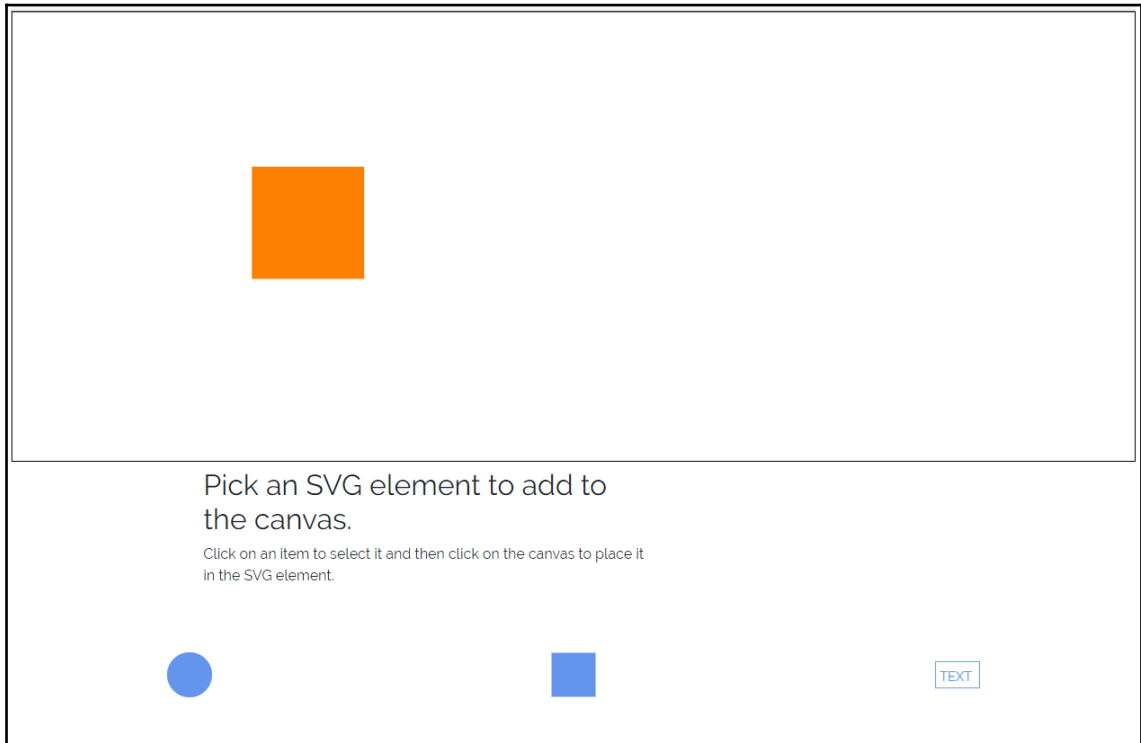 Pick an SVG element to add to
the canvas.
Click on an item to select it and then click on the canvas to place it
in the SVG element.
TEXT